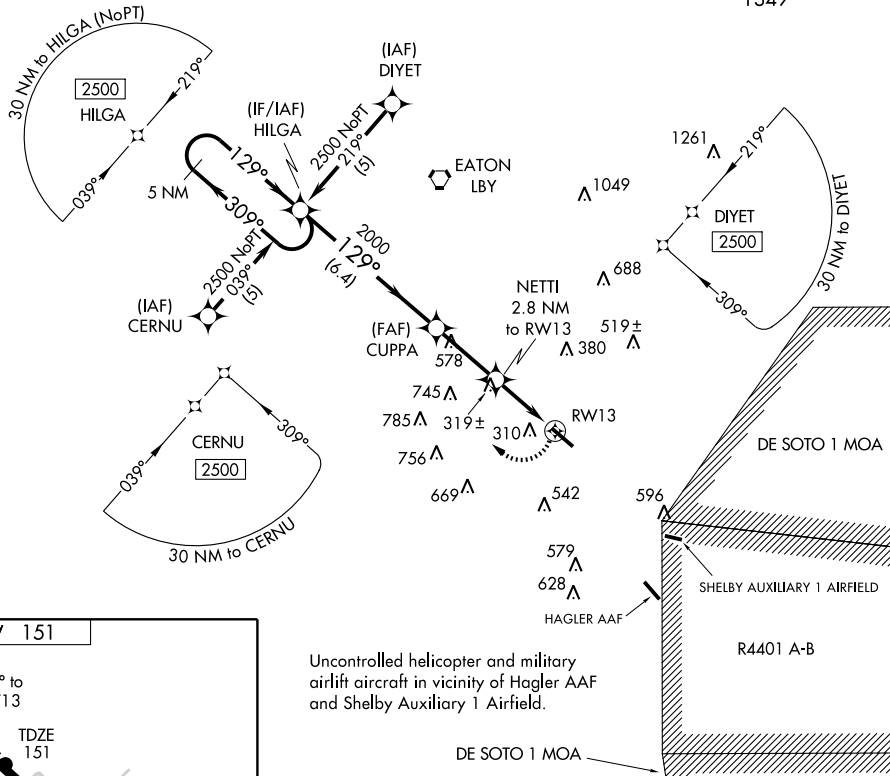 30 NM to HILGA (NoPT)
2500
HILGA
219°
039°
(IAF)
DIYET
(IF/IAF)
HILGA
2500 NoPT
219°
(5)
129°
5 NM
309°
2500 NoPT
039°
(5)
(IAF)
CERNU
EATON
LBY
1261
1049
219°
DIYET
2500
309°
30 NM to DIYET
2000
129°
(6.4)
688
NETTI
2.8 NM
to RW13
519±
(FAF)
CUPPA
578
380
745
319±
785
310
RW13
756
669
542
596
579
628
039°
CERNU
2500
309°
30 NM to CERNU
DE SOTO 1 MOA
SHELBY AUXILIARY 1 AIRFIELD
HAGLER AAF
R4401 A-B
Uncontrolled helicopter and military
airlift aircraft in vicinity of Hagler AAF
and Shelby Auxiliary 1 Airfield.
DE SOTO 1 MOA
151
° to
13
TDZE
151